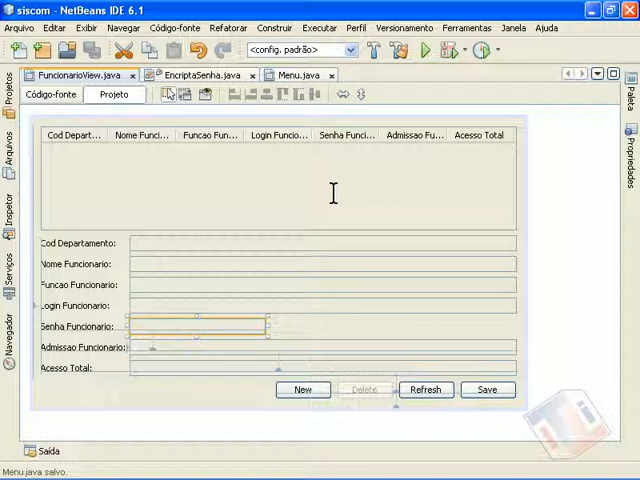 siscom - NetBeans IDE 6.1
Arquivo Editar Exibir Navegar Código-fonte Refatorar Construir Executar Perfil Versionamento Ferramentas Janela Ajuda
<config. padrão>
FuncionarioView.java EncriptaSenha.java Menu.java
Código-fonte Projeto
Projetos
Arquivos
Inspetor
Serviços
Navegador
Paleta
Propriedades
Cod Depart... Nome Funci... Funcao Fun... Login Funcio... Senha Funci... Admissao Fu... Acesso Total
Cod Departamento:
Nome Funcionario:
Funcao Funcionario:
Login Funcionario:
Senha Funcionario:
Admissao Funcionario:
Acesso Total:
New Delete Refresh Save
Saída
Menu.java salvo.